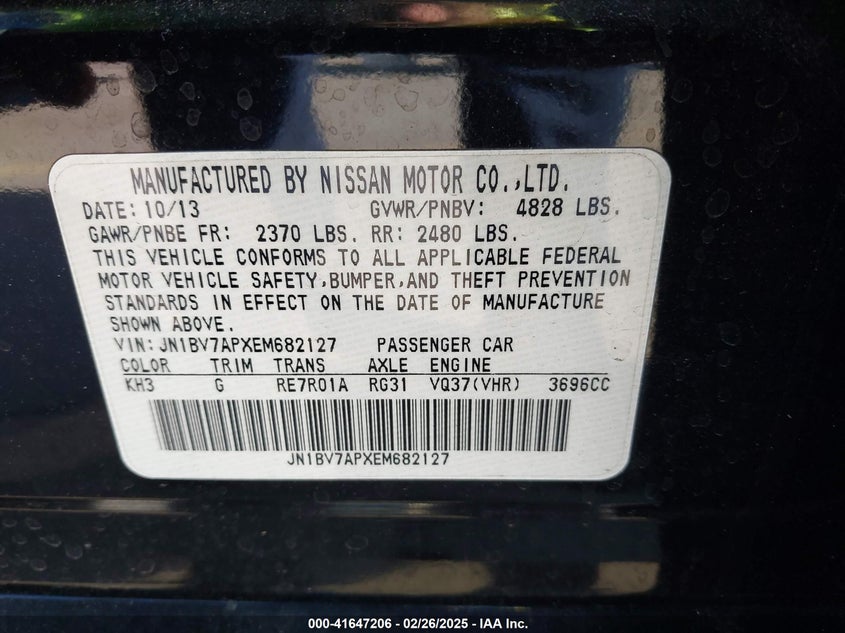 MANUFACTURED BY NISSAN MOTOR CO.,LTD.
DATE: 10/13 GVWR/PNBV: 4828 LBS.
GAWR/PNBE FR: 2370 LBS. RR: 2480 LBS.
THIS VEHICLE CONFORMS TO ALL APPLICABLE FEDERAL
MOTOR VEHICLE SAFETY,BUMPER,AND THEFT PREVENTION
STANDARDS IN EFFECT ON THE DATE OF MANUFACTURE
SHOWN ABOVE.
VIN:JN1BV7APXEM682127 PASSENGER CAR
COLOR TRIM TRANS AXLE ENGINE
KH3 G RE7R01A RG31 VQ37(VHR) 3696CC
JN1BV7APXEM682127
000-41647206 - 02/26/2025 - IAA Inc.